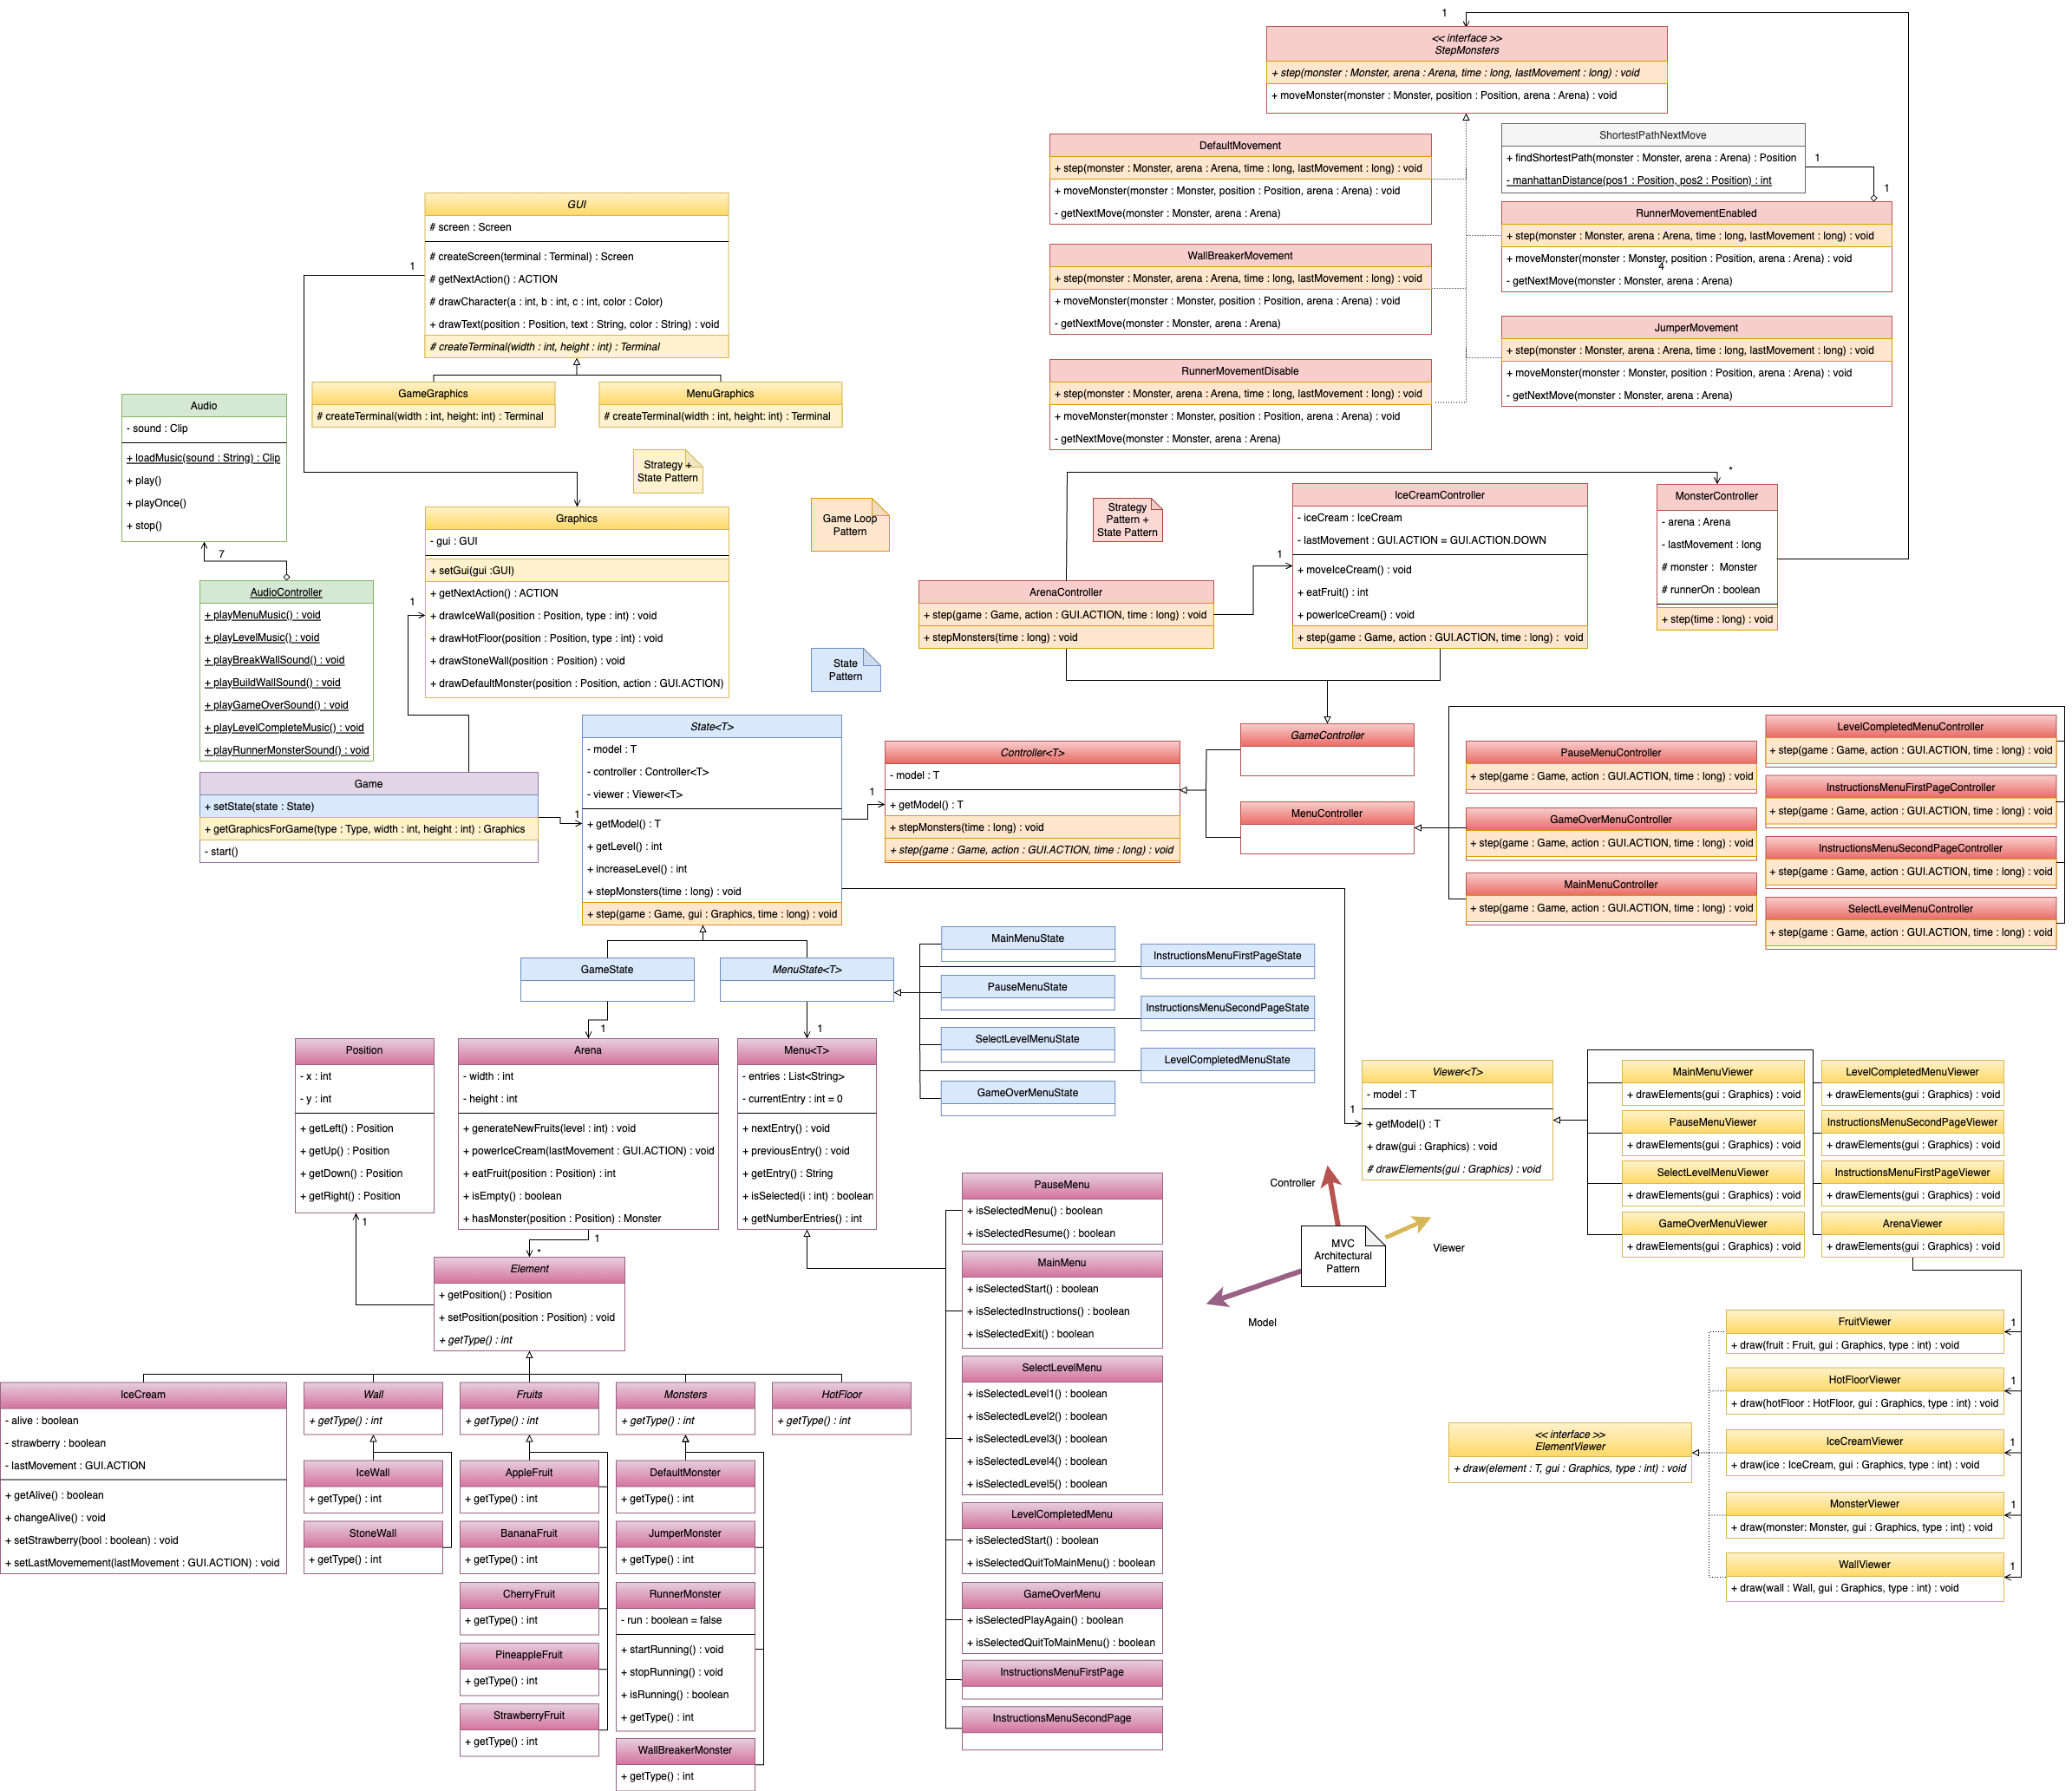 1
<< interface >>
StepMonsters
+ step(monster : Monster, arena : Arena, time : long, lastMovement : long) : void
+ moveMonster(monster : Monster, position : Position, arena : Arena) : void
DefaultMovement
+ step(monster : Monster, arena : Arena, time : long, lastMovement : long) : void
+ moveMonster(monster : Monster, position : Position, arena : Arena) : void
- getNextMove(monster : Monster, arena : Arena)
ShortestPathNextMove
+ findShortestPath(monster : Monster, arena : Arena) : Position
- manhattanDistance(pos1 : Position, pos2 : Position) : int
1
1
RunnerMovementEnabled
+ step(monster : Monster, arena : Arena, time : long, lastMovement : long) : void
+ moveMonster(monster : Monster, position : Position, arena : Arena) : void
4
- getNextMove(monster : Monster, arena : Arena)
WallBreakerMovement
+ step(monster : Monster, arena : Arena, time : long, lastMovement : long) : void
+ moveMonster(monster : Monster, position : Position, arena : Arena) : void
- getNextMove(monster : Monster, arena : Arena)
JumperMovement
+ step(monster : Monster, arena : Arena, time : long, lastMovement : long) : void
+ moveMonster(monster : Monster, position : Position, arena : Arena) : void
- getNextMove(monster : Monster, arena : Arena)
RunnerMovementDisable
+ step(monster : Monster, arena : Arena, time : long, lastMovement : long) : void
+ moveMonster(monster : Monster, position : Position, arena : Arena) : void
- getNextMove(monster : Monster, arena : Arena)
GUI
# screen : Screen
# createScreen(terminal : Terminal) : Screen
# getNextAction() : ACTION
# drawCharacter(a : int, b : int, c : int, color : Color)
+ drawText(position : Position, text : String, color : String) : void
# createTerminal(width : int, height : int) : Terminal
1
GameGraphics
# createTerminal(width : int, height: int) : Terminal
MenuGraphics
# createTerminal(width : int, height: int) : Terminal
Audio
- sound : Clip
+ loadMusic(sound : String) : Clip
+ play()
+ playOnce()
+ stop()
7
AudioController
+ playMenuMusic() : void
+ playLevelMusic() : void
+ playBreakWallSound() : void
+ playBuildWallSound() : void
+ playGameOverSound() : void
+ playLevelCompleteMusic() : void
+ playRunnerMonsterSound() : void
Strategy +
State Pattern
Graphics
- gui : GUI
+ setGui(gui :GUI)
+ getNextAction() : ACTION
+ drawIceWall(position : Position, type : int) : void
+ drawHotFloor(position : Position, type : int) : void
+ drawStoneWall(position : Position) : void
+ drawDefaultMonster(position : Position, action : GUI.ACTION)
1
Game Loop
Pattern
State
Pattern
Strategy
Pattern +
State Pattern
IceCreamController
- iceCream : IceCream
- lastMovement : GUI.ACTION = GUI.ACTION.DOWN
+ moveIceCream() : void
+ eatFruit() : int
+ powerIceCream() : void
+ step(game : Game, action : GUI.ACTION, time : long) : void
1
*
MonsterController
- arena : Arena
- lastMovement : long
# monster : Monster
# runnerOn : boolean
+ step(time : long) : void
ArenaController
+ step(game : Game, action : GUI.ACTION, time : long) : void
+ stepMonsters(time : long) : void
Game
+ setState(state : State)
+ getGraphicsForGame(type : Type, width : int, height : int) : Graphics
- start()
1
State<T>
- model : T
- controller : Controller<T>
- viewer : Viewer<T>
+ getModel() : T
+ getLevel() : int
+ increaseLevel() : int
+ stepMonsters(time : long) : void
+ step(game : Game, gui : Graphics, time : long) : void
1
Controller<T>
- model : T
+ getModel() : T
+ stepMonsters(time : long) : void
+ step(game : Game, action : GUI.ACTION, time : long) : void
GameController
MenuController
PauseMenuController
+ step(game : Game, action : GUI.ACTION, time : long) : void
GameOverMenuController
+ step(game : Game, action : GUI.ACTION, time : long) : void
MainMenuController
+ step(game : Game, action : GUI.ACTION, time : long) : void
LevelCompletedMenuController
+ step(game : Game, action : GUI.ACTION, time : long) : void
InstructionsMenuFirstPageController
+ step(game : Game, action : GUI.ACTION, time : long) : void
InstructionsMenuSecondPageController
+ step(game : Game, action : GUI.ACTION, time : long) : void
SelectLevelMenuController
+ step(game : Game, action : GUI.ACTION, time : long) : void
GameState
MenuState<T>
MainMenuState
InstructionsMenuFirstPageState
PauseMenuState
InstructionsMenuSecondPageState
SelectLevelMenuState
LevelCompletedMenuState
GameOverMenuState
1
1
Position
- x : int
- y : int
+ getLeft() : Position
+ getUp() : Position
+ getDown() : Position
+ getRight() : Position
1
Arena
- width : int
- height : int
+ generateNewFruits(level : int) : void
+ powerIceCream(lastMovement : GUI.ACTION) : void
+ eatFruit(position : Position) : int
+ isEmpty() : boolean
+ hasMonster(position : Position) : Monster
1
*
Menu<T>
- entries : List<String>
- currentEntry : int = 0
+ nextEntry() : void
+ previousEntry() : void
+ getEntry() : String
+ isSelected(i : int) : boolean
+ getNumberEntries() : int
Element
+ getPosition() : Position
+ setPosition(position : Position) : void
+ getType() : int
IceCream
- alive : boolean
- strawberry : boolean
- lastMovement : GUI.ACTION
+ getAlive() : boolean
+ changeAlive() : void
+ setStrawberry(bool : boolean) : void
+ setLastMovemement(lastMovement : GUI.ACTION) : void
Wall
+ getType() : int
IceWall
+ getType() : int
StoneWall
+ getType() : int
Fruits
+ getType() : int
AppleFruit
+ getType() : int
BananaFruit
+ getType() : int
CherryFruit
+ getType() : int
PineappleFruit
+ getType() : int
StrawberryFruit
+ getType() : int
Monsters
+ getType() : int
DefaultMonster
+ getType() : int
JumperMonster
+ getType() : int
RunnerMonster
- run : boolean = false
+ startRunning() : void
+ stopRunning() : void
+ isRunning() : boolean
+ getType() : int
WallBreakerMonster
+ getType() : int
HotFloor
+ getType() : int
PauseMenu
+ isSelectedMenu() : boolean
+ isSelectedResume() : boolean
MainMenu
+ isSelectedStart() : boolean
+ isSelectedInstructions() : boolean
+ isSelectedExit() : boolean
SelectLevelMenu
+ isSelectedLevel1() : boolean
+ isSelectedLevel2() : boolean
+ isSelectedLevel3() : boolean
+ isSelectedLevel4() : boolean
+ isSelectedLevel5() : boolean
LevelCompletedMenu
+ isSelectedStart() : boolean
+ isSelectedQuitToMainMenu() : boolean
GameOverMenu
+ isSelectedPlayAgain() : boolean
+ isSelectedQuitToMainMenu() : boolean
InstructionsMenuFirstPage
InstructionsMenuSecondPage
1
Viewer<T>
- model : T
+ getModel() : T
+ draw(gui : Graphics) : void
# drawElements(gui : Graphics) : void
Controller
MVC
Architectural
Pattern
Viewer
Model
MainMenuViewer
+ drawElements(gui : Graphics) : void
PauseMenuViewer
+ drawElements(gui : Graphics) : void
SelectLevelMenuViewer
+ drawElements(gui : Graphics) : void
GameOverMenuViewer
+ drawElements(gui : Graphics) : void
LevelCompletedMenuViewer
+ drawElements(gui : Graphics) : void
InstructionsMenuSecondPageViewer
+ drawElements(gui : Graphics) : void
InstructionsMenuFirstPageViewer
+ drawElements(gui : Graphics) : void
ArenaViewer
+ drawElements(gui : Graphics) : void
FruitViewer
+ draw(fruit : Fruit, gui : Graphics, type : int) : void
1
HotFloorViewer
+ draw(hotFloor : HotFloor, gui : Graphics, type : int) : void
1
<< interface >>
ElementViewer
+ draw(element : T, gui : Graphics, type : int) : void
IceCreamViewer
+ draw(ice : IceCream, gui : Graphics, type : int) : void
1
MonsterViewer
+ draw(monster: Monster, gui : Graphics, type : int) : void
1
WallViewer
+ draw(wall : Wall, gui : Graphics, type : int) : void
1